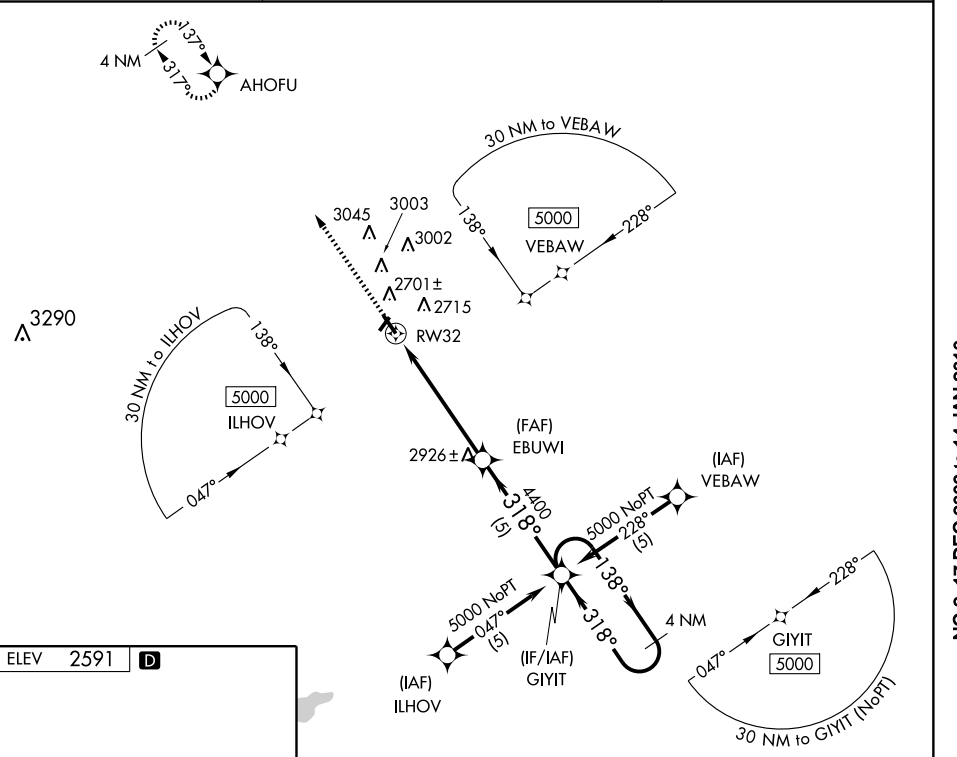 137°
4 NM
317°
AHOFU
30 NM to VEBAW
138°
5000
VEBAW
228°
3045
3003
3002
2701±
2715
RW32
3290
30 NM to ILHOV
138°
5000
ILHOV
047°
(FAF)
EBUWI
2926±
4400
318°
(5)
(IAF)
VEBAW
5000 NoPT
228°
(5)
138°
318°
4 NM
5000 NoPT
047°
(5)
(IAF)
ILHOV
(IF/IAF)
GIYIT
228°
047°
GIYIT
5000
30 NM to GIYIT (NoPT)
ELEV 2591 D